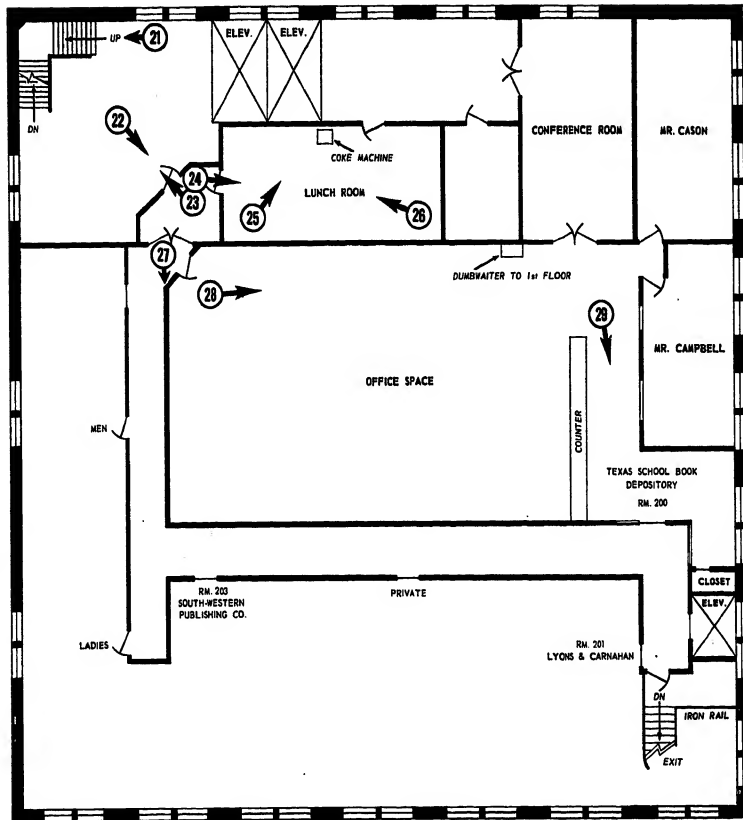 UP
21
ELEV.
ELEV.
DN
22
CONFERENCE ROOM
MR. CASON
COKE MACHINE
24
LUNCH ROOM
23
25
26
27
DUMBWAITER TO 1st FLOOR
28
29
MR. CAMPBELL
OFFICE SPACE
COUNTER
MEN
TEXAS SCHOOL BOOK
DEPOSITORY
RM. 200
CLOSET
RM. 203
SOUTH-WESTERN
PUBLISHING CO.
PRIVATE
ELEV.
LADIES
RM. 201
LYONS & CARNAHAN
DN
IRON RAIL
EXIT